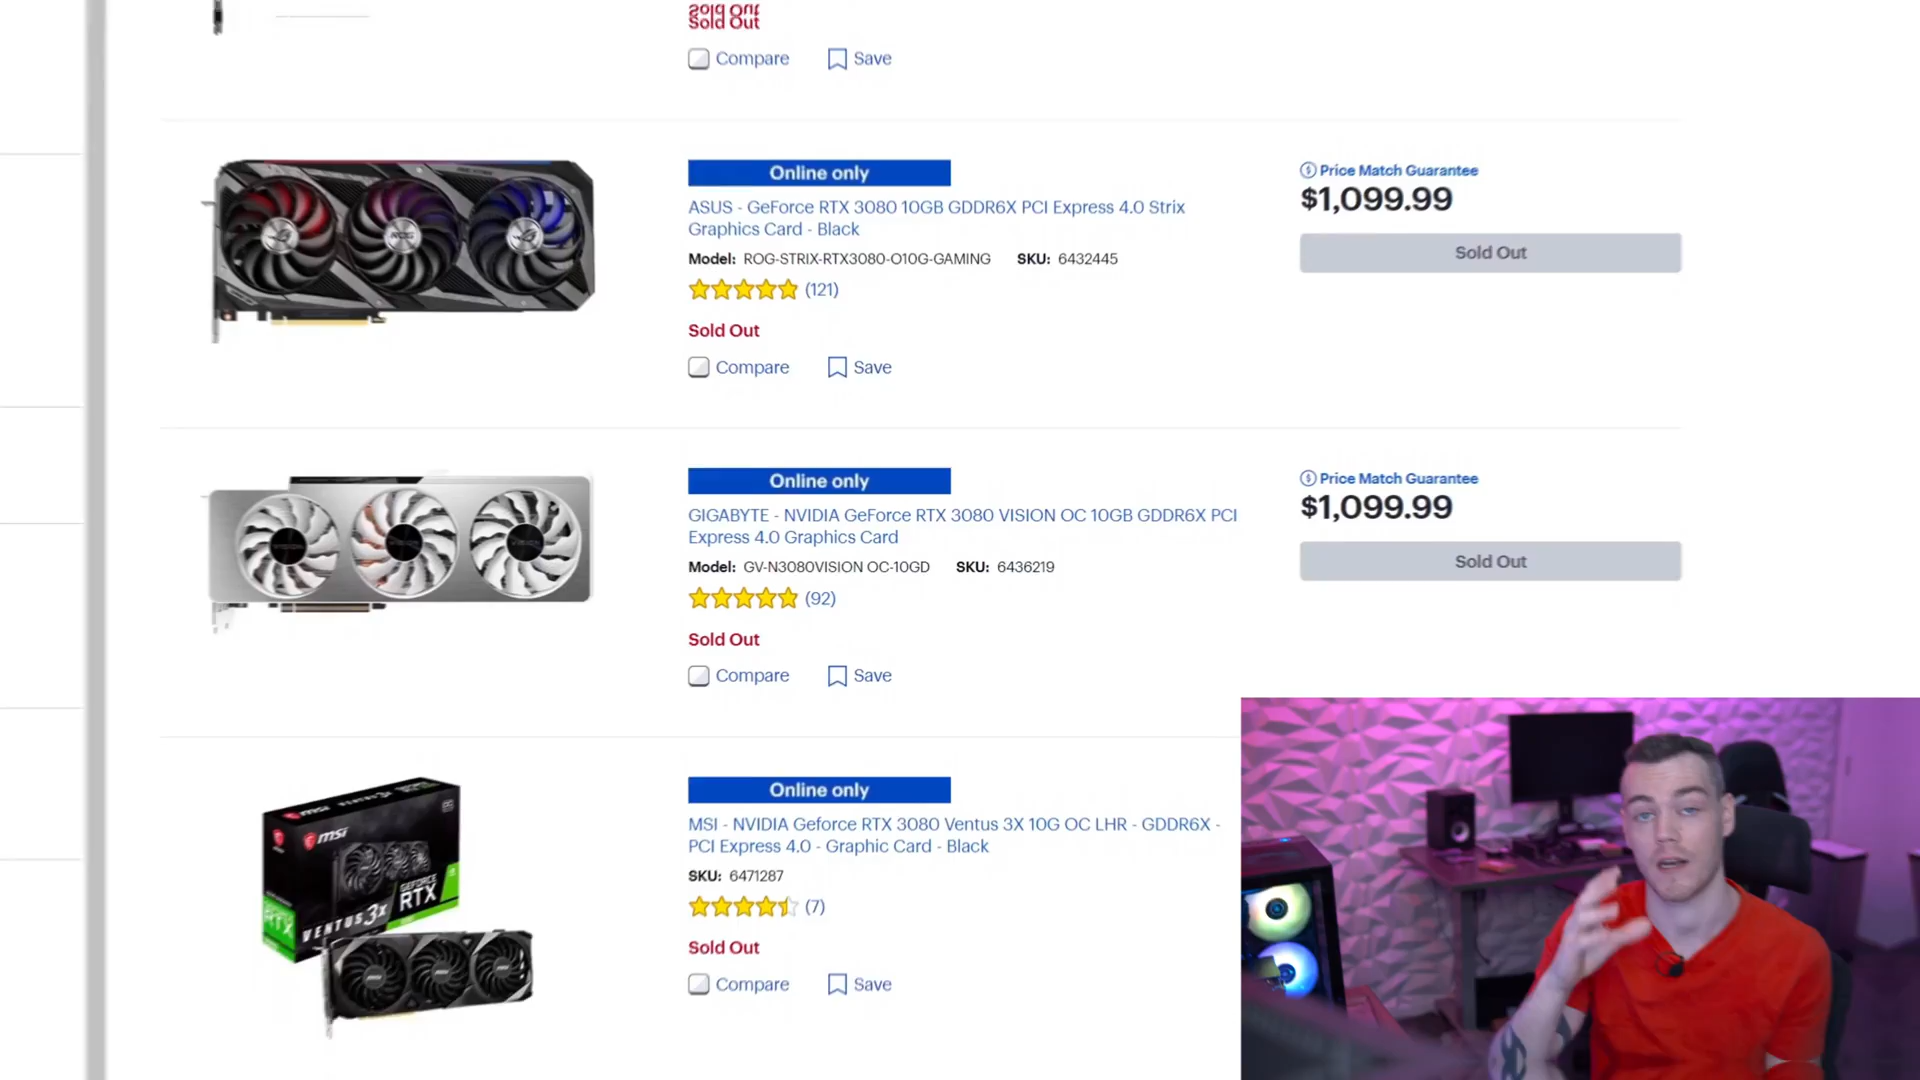 Sold Out
Sold Out
Compare
Save
Online only
ASUS - GeForce RTX 3080 10GB GDDR6X PCI Express 4.0 Strix
Graphics Card - Black
Model: ROG-STRIX-RTX3080-O10G-GAMING SKU: 6432445
(121)
Sold Out
Compare
Save
Price Match Guarantee
$1,099.99
Sold Out
Online only
GIGABYTE - NVIDIA GeForce RTX 3080 VISION OC 10GB GDDR6X PCI
Express 4.0 Graphics Card
Model: GV-N3080VISION OC-10GD SKU: 6436219
(92)
Sold Out
Compare
Save
Price Match Guarantee
$1,099.99
Sold Out
msi
GEFORCE
RTX
RTX
VENTUS 3X
Online only
MSI - NVIDIA Geforce RTX 3080 Ventus 3X 10G OC LHR - GDDR6X -
PCI Express 4.0 - Graphic Card - Black
SKU: 6471287
(7)
Sold Out
Compare
Save